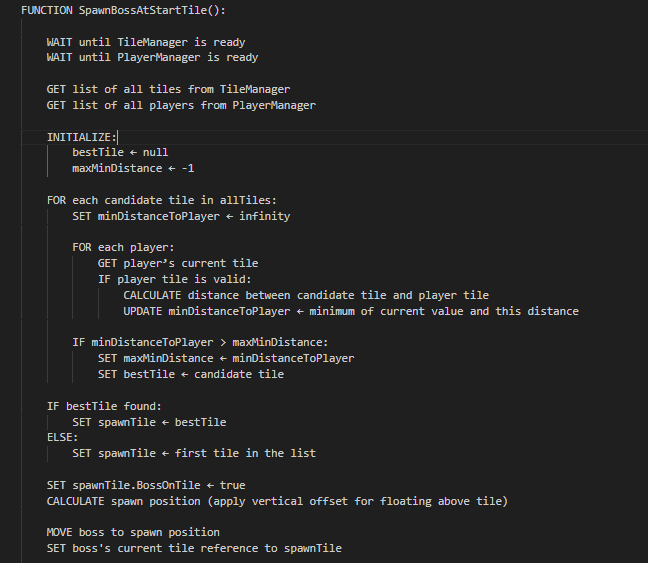 FUNCTION SpawnBossAtStartTile():
WAIT until TileManager is ready
WAIT until PlayerManager is ready
GET list of all tiles from TileManager
GET list of all players from PlayerManager
INITIALIZE:
bestTile ← null
maxMinDistance ← -1
FOR each candidate tile in allTiles:
SET minDistanceToPlayer ← infinity
FOR each player:
GET player’s current tile
IF player tile is valid:
CALCULATE distance between candidate tile and player tile
UPDATE minDistanceToPlayer ← minimum of current value and this distance
IF minDistanceToPlayer > maxMinDistance:
SET maxMinDistance ← minDistanceToPlayer
SET bestTile ← candidate tile
IF bestTile found:
SET spawnTile ← bestTile
ELSE:
SET spawnTile ← first tile in the list
SET spawnTile.BossOnTile ← true
CALCULATE spawn position (apply vertical offset for floating above tile)
MOVE boss to spawn position
SET boss's current tile reference to spawnTile